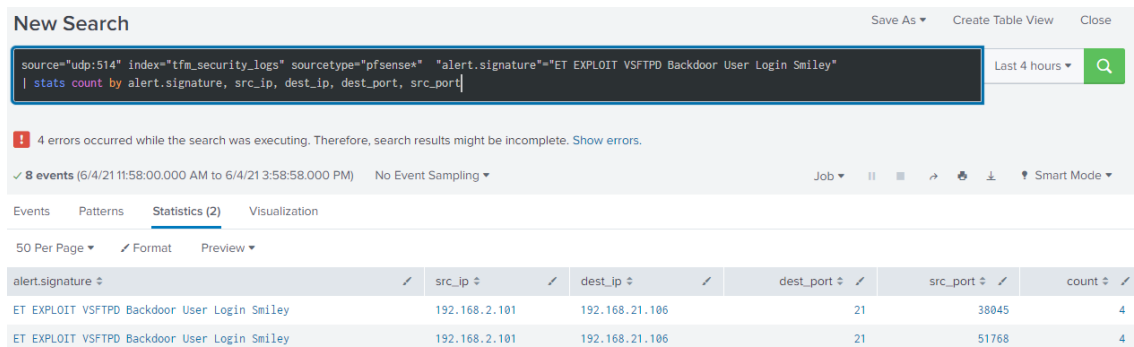 New Search
Save As ▾ Create Table View Close
source="udp:514" index="tfm_security_logs" sourcetype="pfsense*"  "alert.signature"="ET EXPLOIT VSFTPD Backdoor User Login Smiley"
| stats count by alert.signature, src_ip, dest_ip, dest_port, src_port
Last 4 hours ▾
! 4 errors occurred while the search was executing. Therefore, search results might be incomplete. Show errors.
✓ 8 events (6/4/21 11:58:00.000 AM to 6/4/21 3:58:58.000 PM) No Event Sampling ▾ Job ▾ Smart Mode ▾
Events Patterns Statistics (2) Visualization
50 Per Page ▾ Format Preview ▾
alert.signature src_ip dest_ip dest_port src_port count
ET EXPLOIT VSFTPD Backdoor User Login Smiley 192.168.2.101 192.168.21.106 21 38045 4
ET EXPLOIT VSFTPD Backdoor User Login Smiley 192.168.2.101 192.168.21.106 21 51768 4